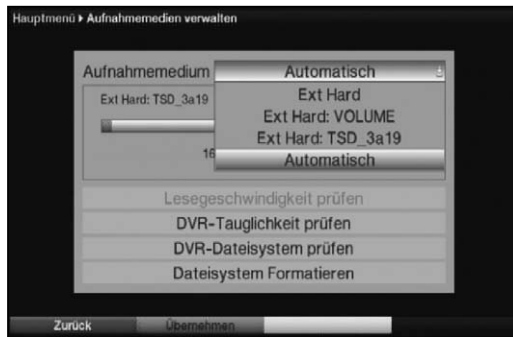 Hauptmenü ▸ Aufnahmemedien verwalten
Aufnahmemedium Automatisch
Ext Hard: TSD_3a19
Ext Hard
Ext Hard: VOLUME
Ext Hard: TSD_3a19
16
Automatisch
Lesegeschwindigkeit prüfen
DVR-Tauglichkeit prüfen
DVR-Dateisystem prüfen
Dateisystem Formatieren
Zurück Übernehmen